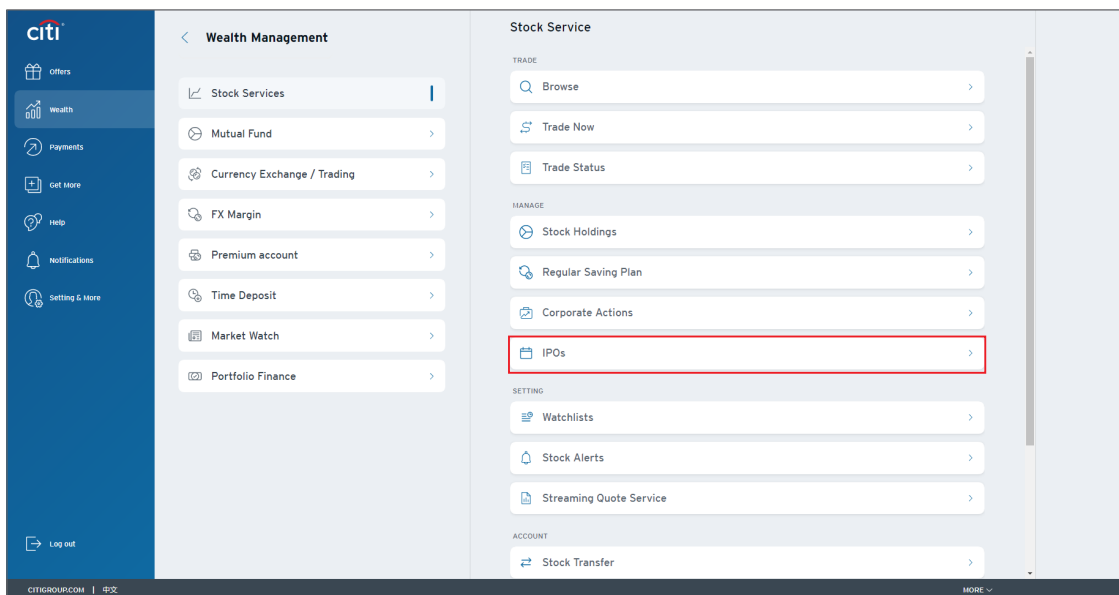 citi
Offers
Wealth
Payments
Get More
Help
Notifications
Setting & More
Log out
Wealth Management
Stock Services
Mutual Fund
Currency Exchange / Trading
FX Margin
Premium account
Time Deposit
Market Watch
Portfolio Finance
Stock Service
TRADE
Browse
Trade Now
Trade Status
MANAGE
Stock Holdings
Regular Saving Plan
Corporate Actions
IPOs
SETTING
Watchlists
Stock Alerts
Streaming Quote Service
ACCOUNT
Stock Transfer
CITIGROUP.COM | 中文
MORE